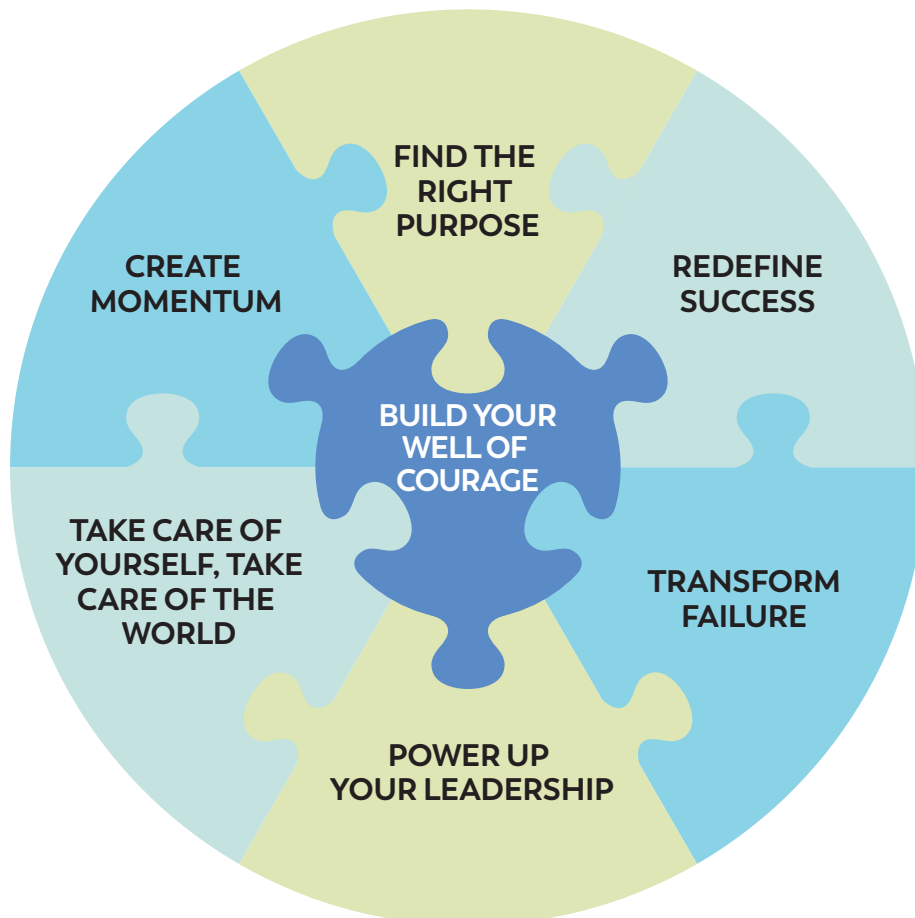 FIND THE
RIGHT
PURPOSE
REDEFINE
SUCCESS
TRANSFORM
FAILURE
POWER UP
YOUR LEADERSHIP
TAKE CARE OF
YOURSELF, TAKE
CARE OF THE
WORLD
CREATE
MOMENTUM
BUILD YOUR
WELL OF
COURAGE